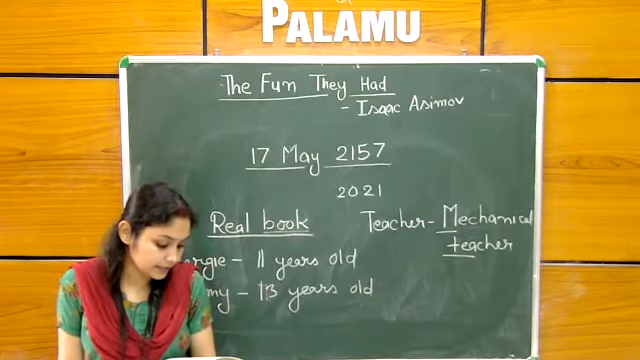 PALAMU
The Fun They Had
- Isaac Asimov
17 May 2157
2021
Real book
Teacher - Mechanical
teacher
rgie - 11 years old
my - 13 years old